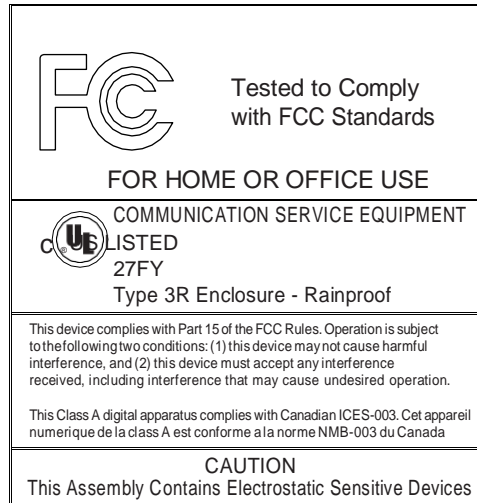 FC
Tested to Comply
with FCC Standards
FOR HOME OR OFFICE USE
COMMUNICATION SERVICE EQUIPMENT
C UL ® US LISTED
27FY
Type 3R Enclosure - Rainproof
This device complies with Part 15 of the FCC Rules. Operation is subject
to the following two conditions: (1) this device may not cause harmful
interference, and (2) this device must accept any interference
received, including interference that may cause undesired operation.
This Class A digital apparatus complies with Canadian ICES-003. Cet appareil
numerique de la class A est conforme a la norme NMB-003 du Canada
CAUTION
This Assembly Contains Electrostatic Sensitive Devices